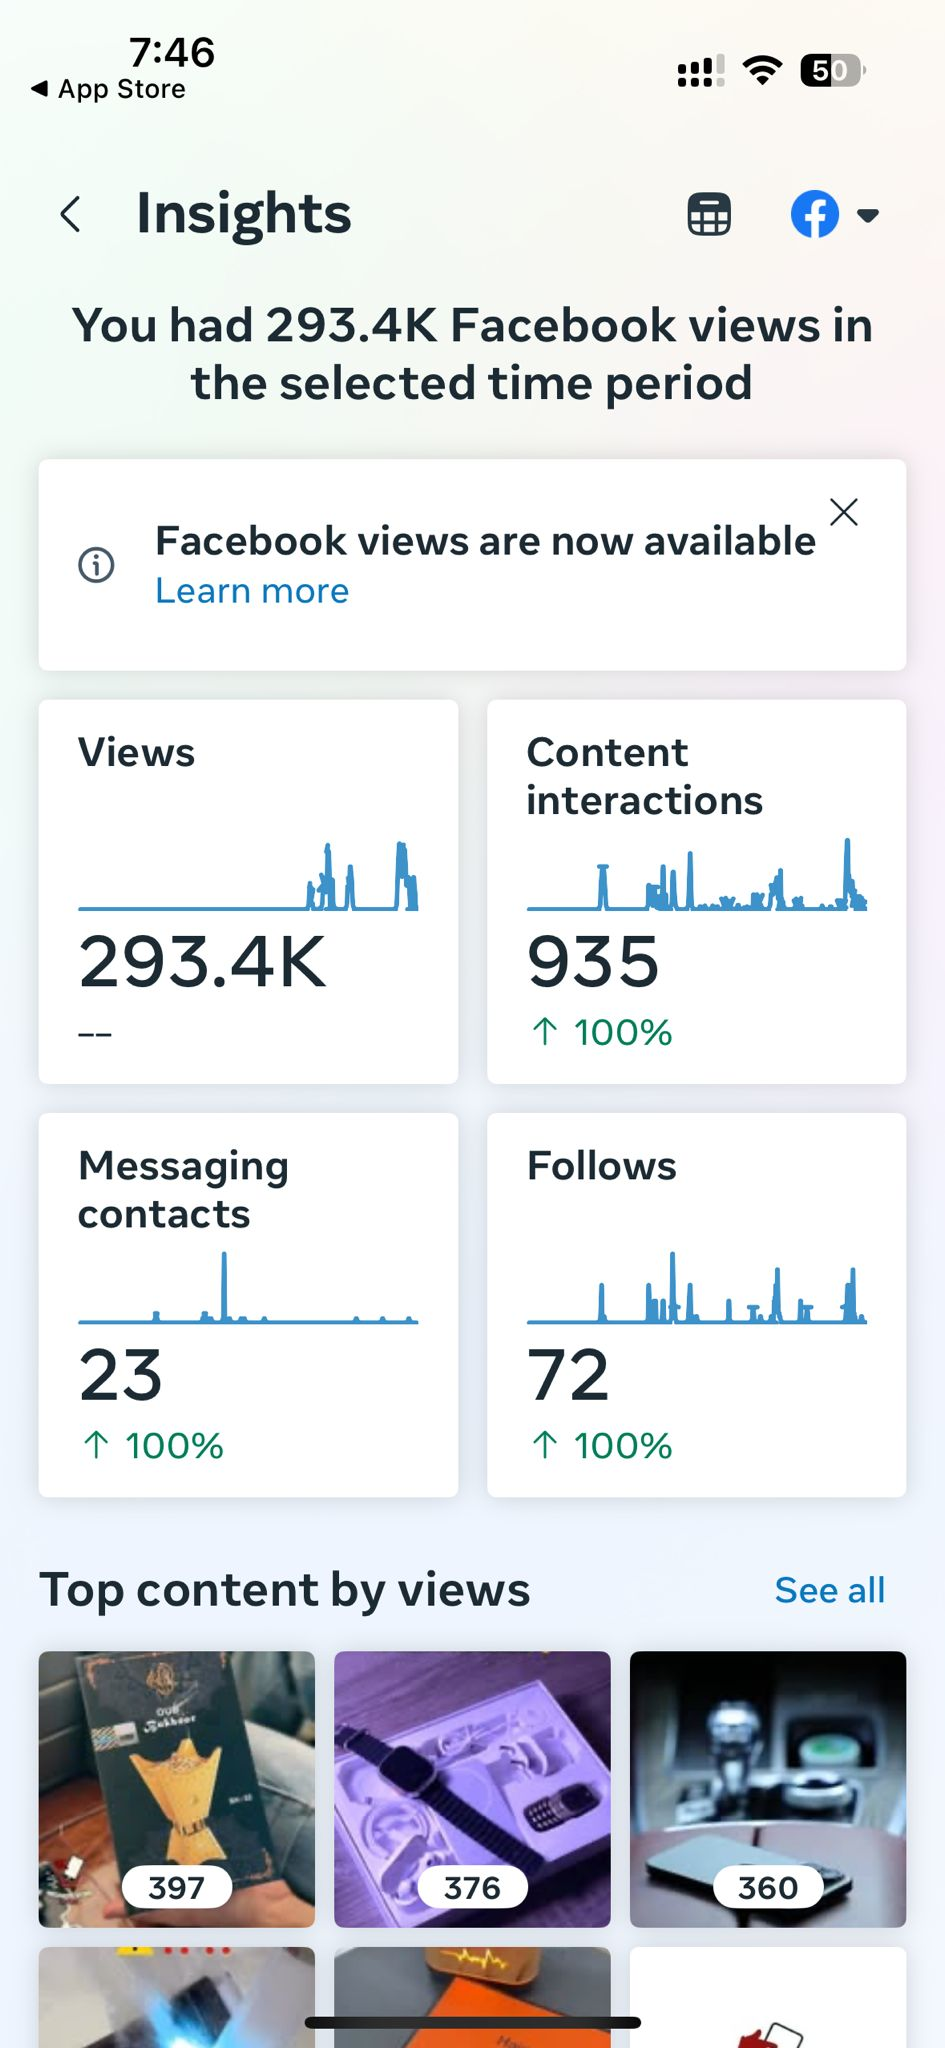 7:46
App Store
50
Insights
You had 293.4K Facebook views in
the selected time period
Facebook views are now available
Learn more
Views
293.4K
--
Content
interactions
935
↑ 100%
Messaging
contacts
23
↑ 100%
Follows
72
↑ 100%
Top content by views
See all
OUD
Bukhoor
397
376
360